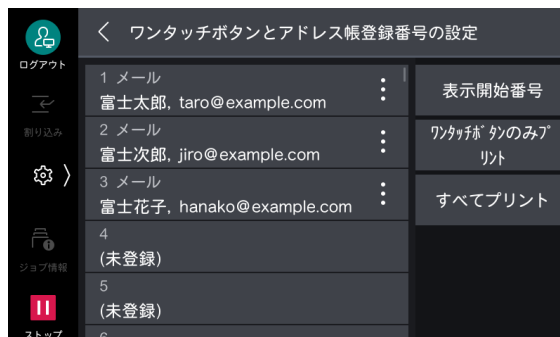 ワンタッチボタンとアドレス帳登録番号の設定
ログアウト
割り込み
ジョブ情報
ストップ
1 メール
富士太郎, taro@example.com
2 メール
富士次郎, jiro@example.com
3 メール
富士花子, hanako@example.com
4
(未登録)
5
(未登録)
6
表示開始番号
ﾜﾝﾀｯﾁﾎﾞﾀﾝのみプ
リント
すべてプリント